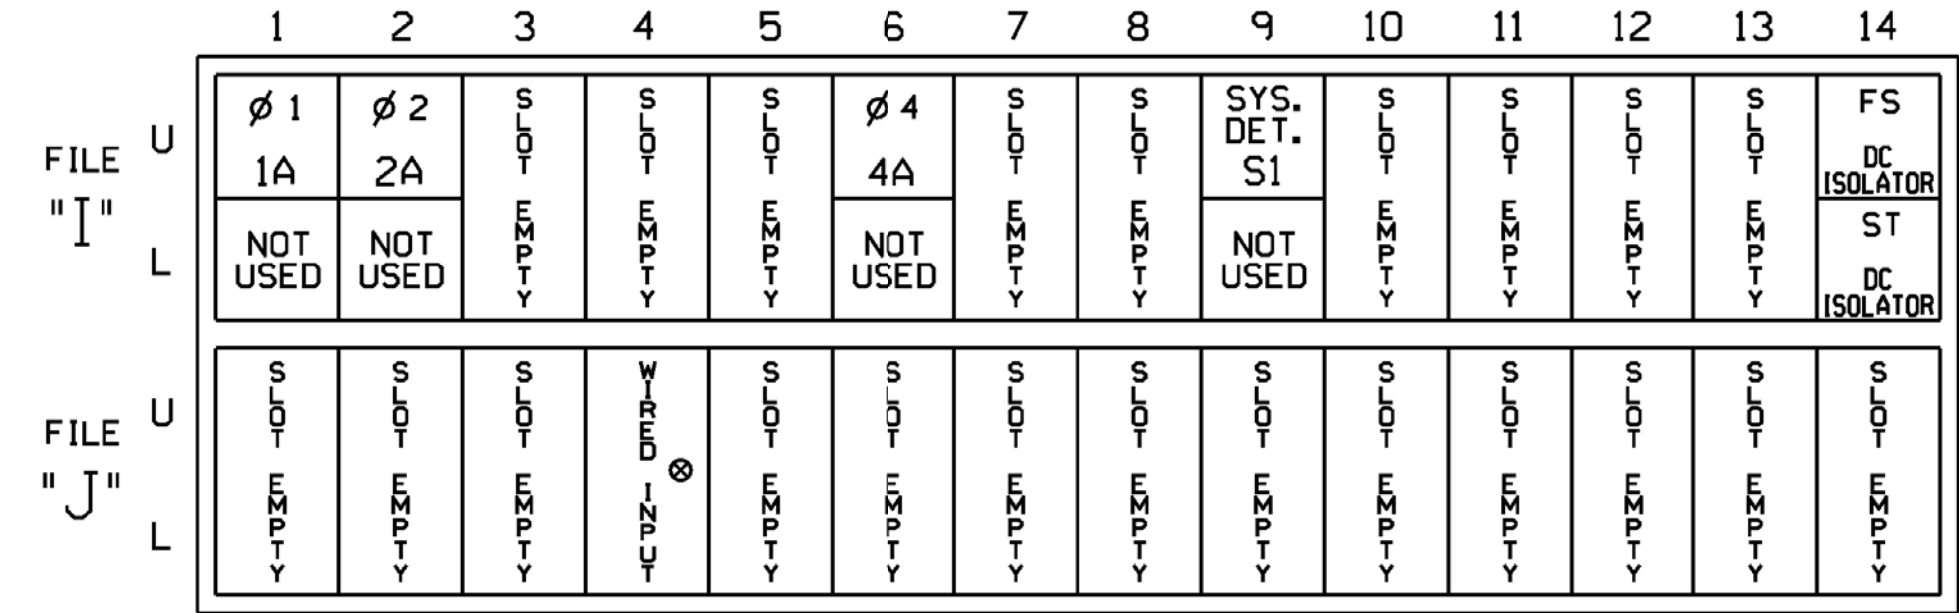 1 2 3 4 5 6 7 8 9 10 11 12 13 14
FILE "I"
U
L
ø 1
1A
NOT
USED
ø 2
2A
NOT
USED
SLOT EMPTY
SLOT EMPTY
SLOT EMPTY
ø 4
4A
NOT
USED
SLOT EMPTY
SLOT EMPTY
SYS.
DET.
S1
NOT
USED
SLOT EMPTY
SLOT EMPTY
SLOT EMPTY
SLOT EMPTY
FS
DC
ISOLATOR
ST
DC
ISOLATOR
FILE "J"
U
L
SLOT EMPTY
SLOT EMPTY
SLOT EMPTY
WIRED INPUT ⊗
SLOT EMPTY
SLOT EMPTY
SLOT EMPTY
SLOT EMPTY
SLOT EMPTY
SLOT EMPTY
SLOT EMPTY
SLOT EMPTY
SLOT EMPTY
SLOT EMPTY